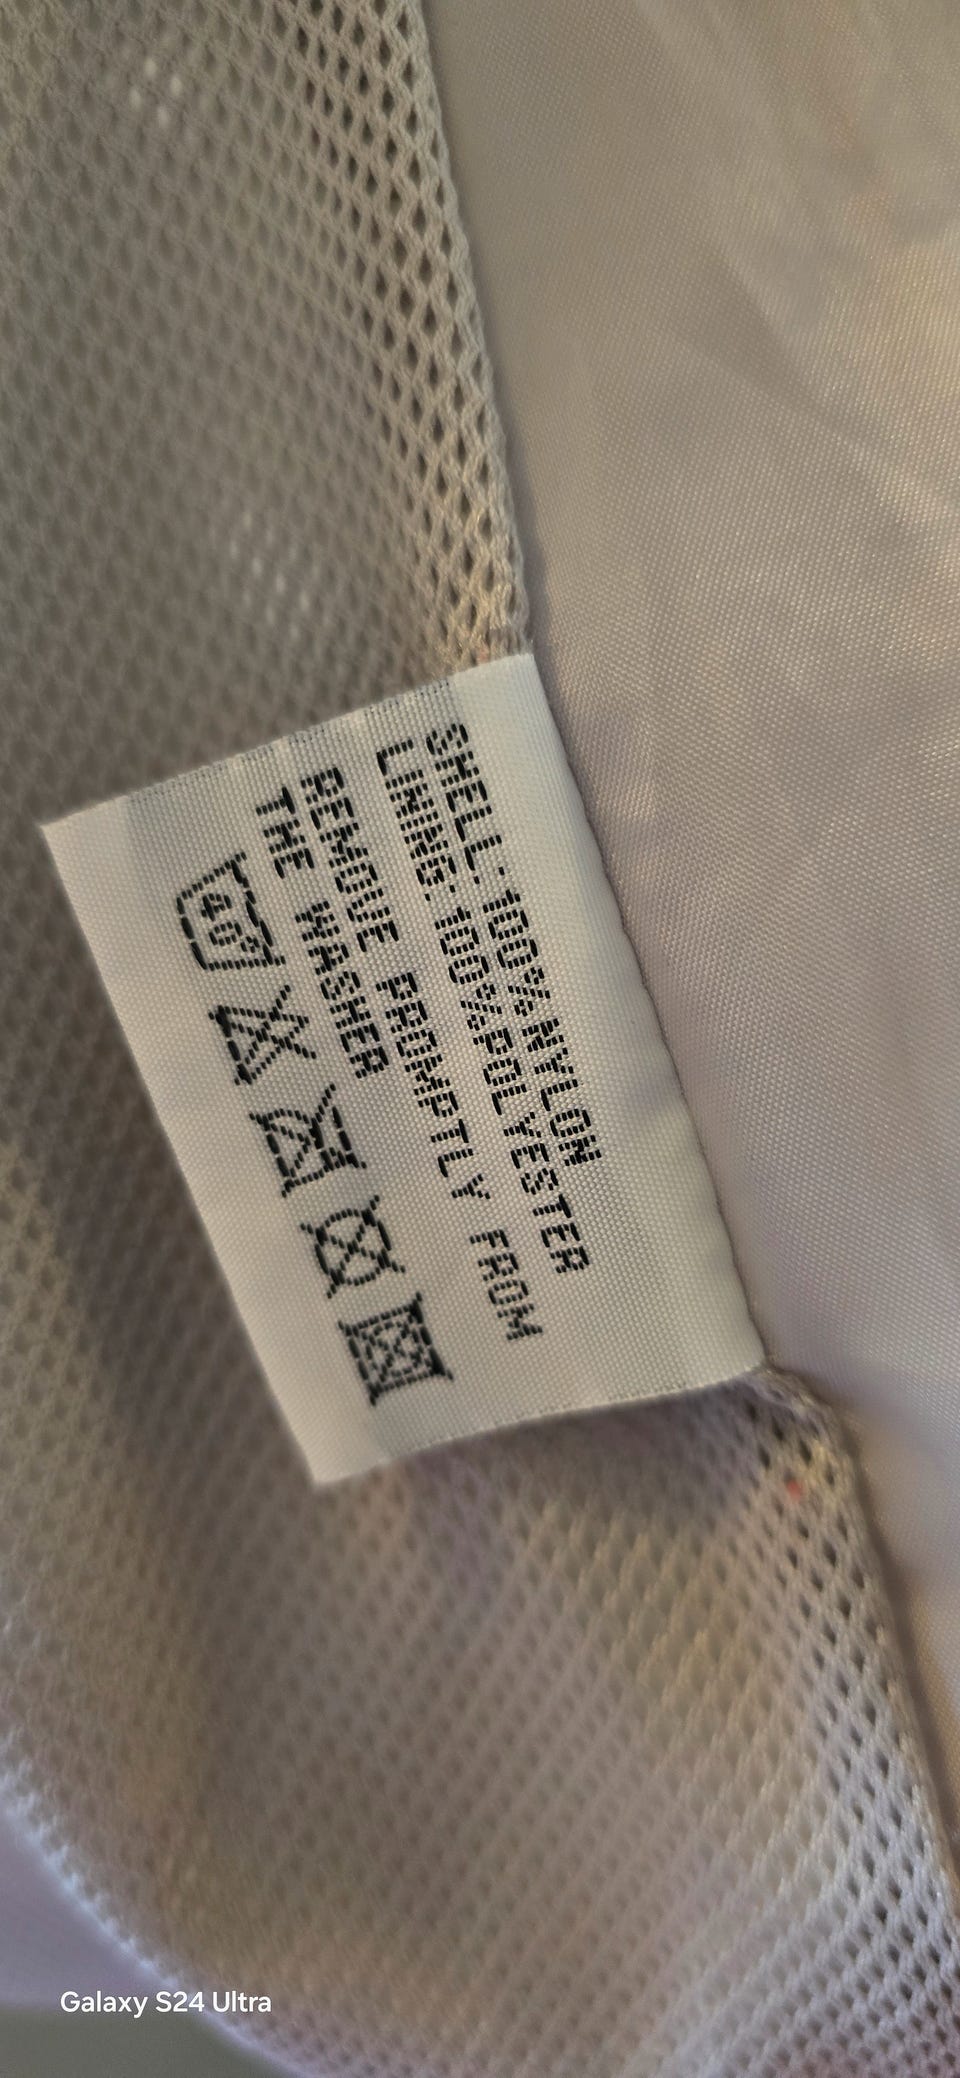 SHELL:100%NYLON
LINING:100%POLYESTER
REMOVE PROMPTLY FROM
THE WASHER
40°
Galaxy S24 Ultra